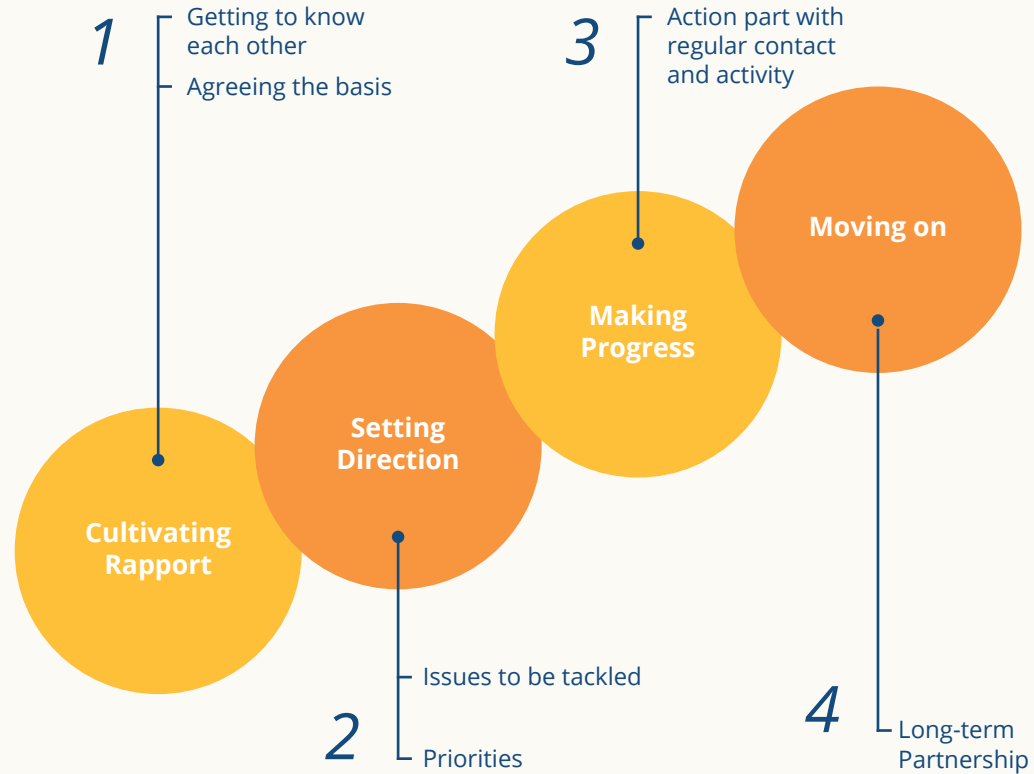 1
Getting to know
each other
Agreeing the basis
Cultivating
Rapport
Setting
Direction
2
Issues to be tackled
Priorities
3
Action part with
regular contact
and activity
Making
Progress
Moving on
4
Long-term
Partnership